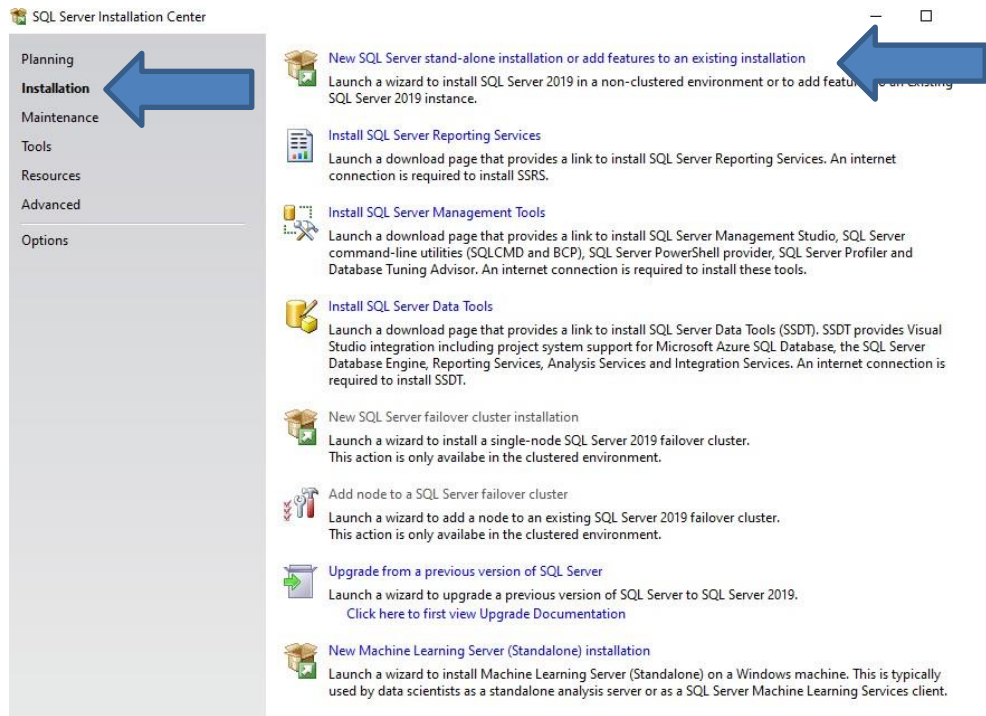 SQL Server Installation Center
Planning
Installation
Maintenance
Tools
Resources
Advanced
Options
New SQL Server stand-alone installation or add features to an existing installation
Launch a wizard to install SQL Server 2019 in a non-clustered environment or to add features to an existing
SQL Server 2019 instance.
Install SQL Server Reporting Services
Launch a download page that provides a link to install SQL Server Reporting Services. An internet
connection is required to install SSRS.
Install SQL Server Management Tools
Launch a download page that provides a link to install SQL Server Management Studio, SQL Server
command-line utilities (SQLCMD and BCP), SQL Server PowerShell provider, SQL Server Profiler and
Database Tuning Advisor. An internet connection is required to install these tools.
Install SQL Server Data Tools
Launch a download page that provides a link to install SQL Server Data Tools (SSDT). SSDT provides Visual
Studio integration including project system support for Microsoft Azure SQL Database, the SQL Server
Database Engine, Reporting Services, Analysis Services and Integration Services. An internet connection is
required to install SSDT.
New SQL Server failover cluster installation
Launch a wizard to install a single-node SQL Server 2019 failover cluster.
This action is only availabe in the clustered environment.
Add node to a SQL Server failover cluster
Launch a wizard to add a node to an existing SQL Server 2019 failover cluster.
This action is only availabe in the clustered environment.
Upgrade from a previous version of SQL Server
Launch a wizard to upgrade a previous version of SQL Server to SQL Server 2019.
Click here to first view Upgrade Documentation
New Machine Learning Server (Standalone) installation
Launch a wizard to install Machine Learning Server (Standalone) on a Windows machine. This is typically
used by data scientists as a standalone analysis server or as a SQL Server Machine Learning Services client.